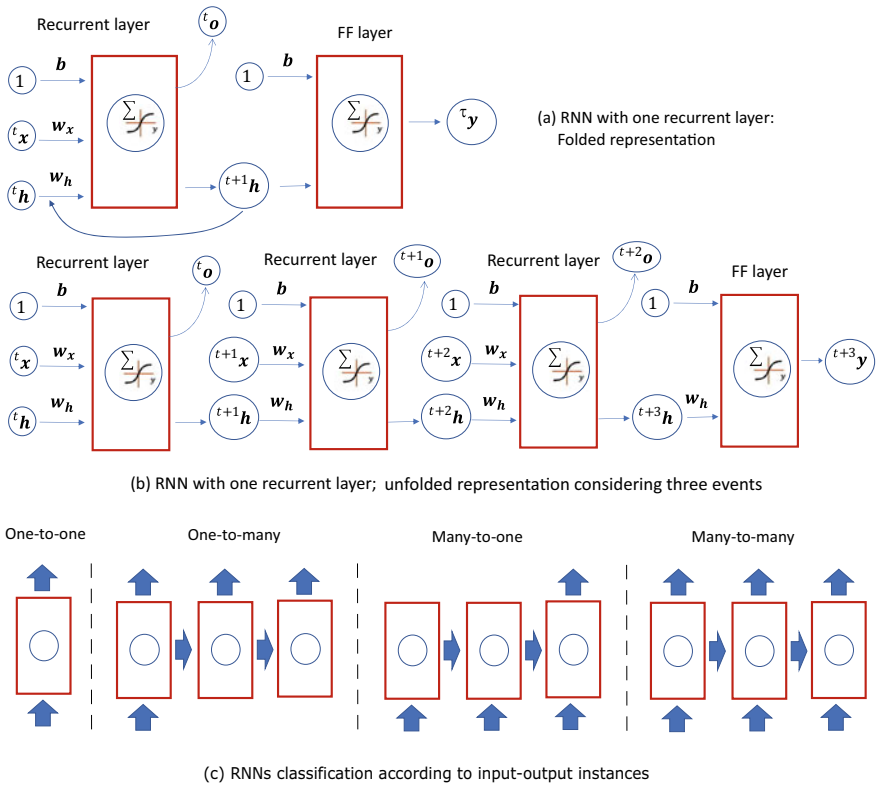 Recurrent layer
ᵗo
FF layer
1
b
1
b
∑
y
∑
y
ᵗx
wₓ
ᵗh
wₕ
ᵗ⁺¹h
ᵀy
(a) RNN with one recurrent layer:
Folded representation
Recurrent layer
ᵗo
Recurrent layer
ᵗ⁺¹o
Recurrent layer
ᵗ⁺²o
FF layer
1
b
1
b
1
b
1
b
ᵗx
wₓ
∑
y
ᵗ⁺¹x
wₓ
∑
y
ᵗ⁺²x
wₓ
∑
y
∑
y
ᵗ⁺³y
ᵗh
wₕ
ᵗ⁺¹h
wₕ
ᵗ⁺²h
wₕ
ᵗ⁺³h
wₕ
(b) RNN with one recurrent layer; unfolded representation considering three events
One-to-one
One-to-many
Many-to-one
Many-to-many
(c) RNNs classification according to input-output instances